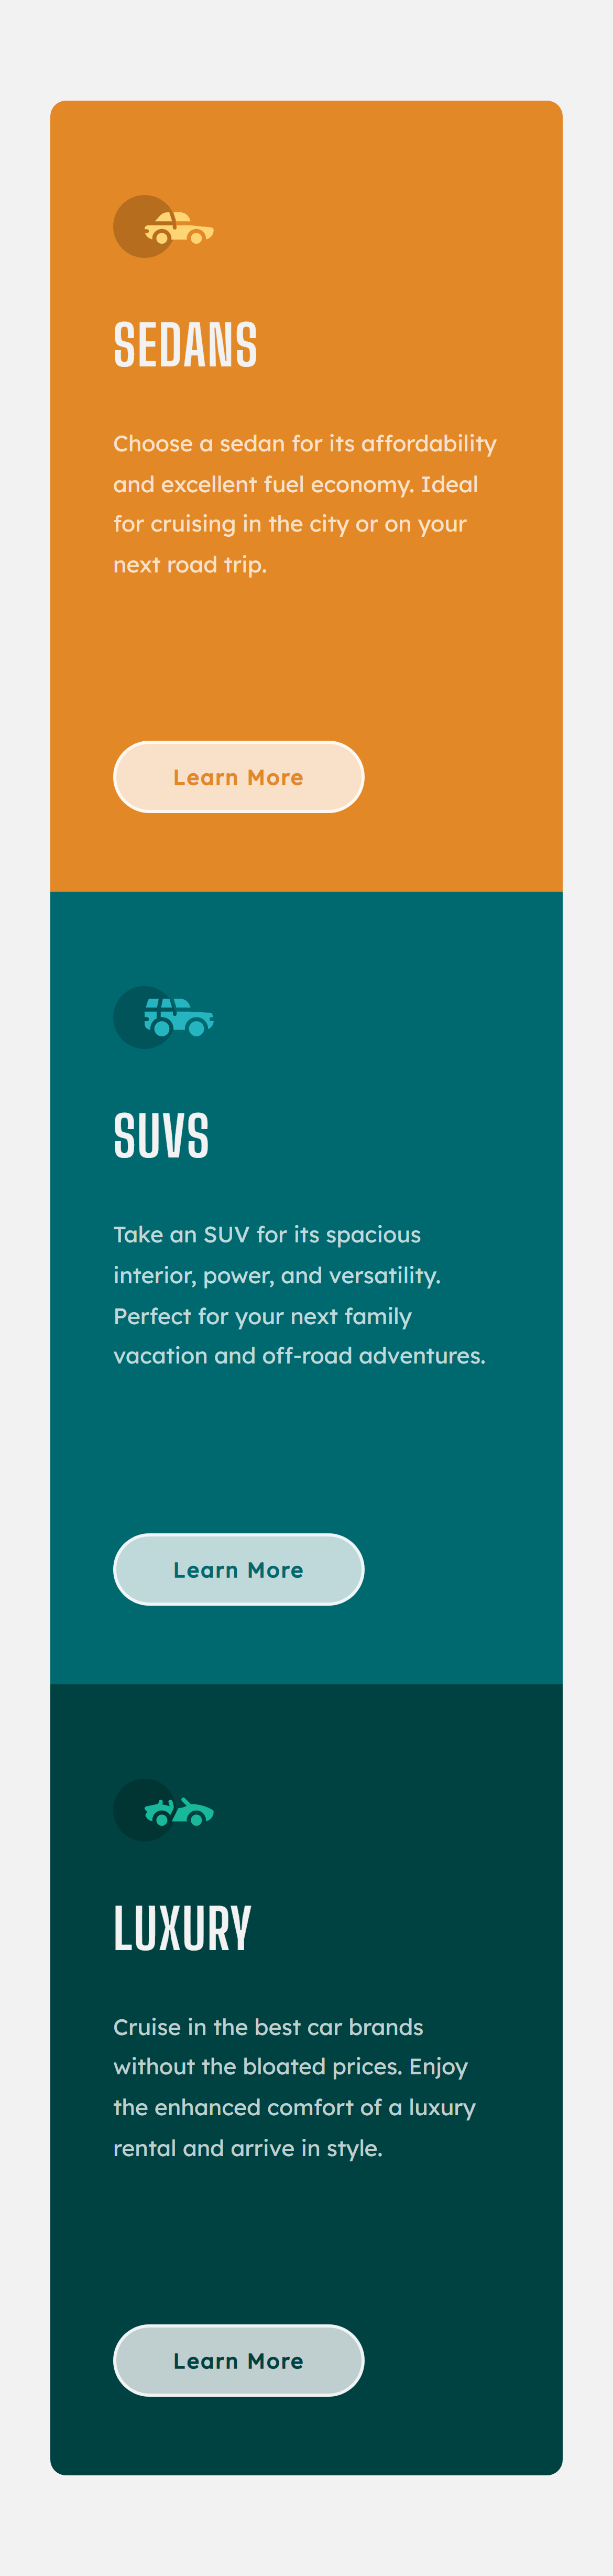 SEDANS
Choose a sedan for its affordability
and excellent fuel economy. Ideal
for cruising in the city or on your
next road trip.
Learn More
SUVS
Take an SUV for its spacious
interior, power, and versatility.
Perfect for your next family
vacation and off-road adventures.
Learn More
LUXURY
Cruise in the best car brands
without the bloated prices. Enjoy
the enhanced comfort of a luxury
rental and arrive in style.
Learn More